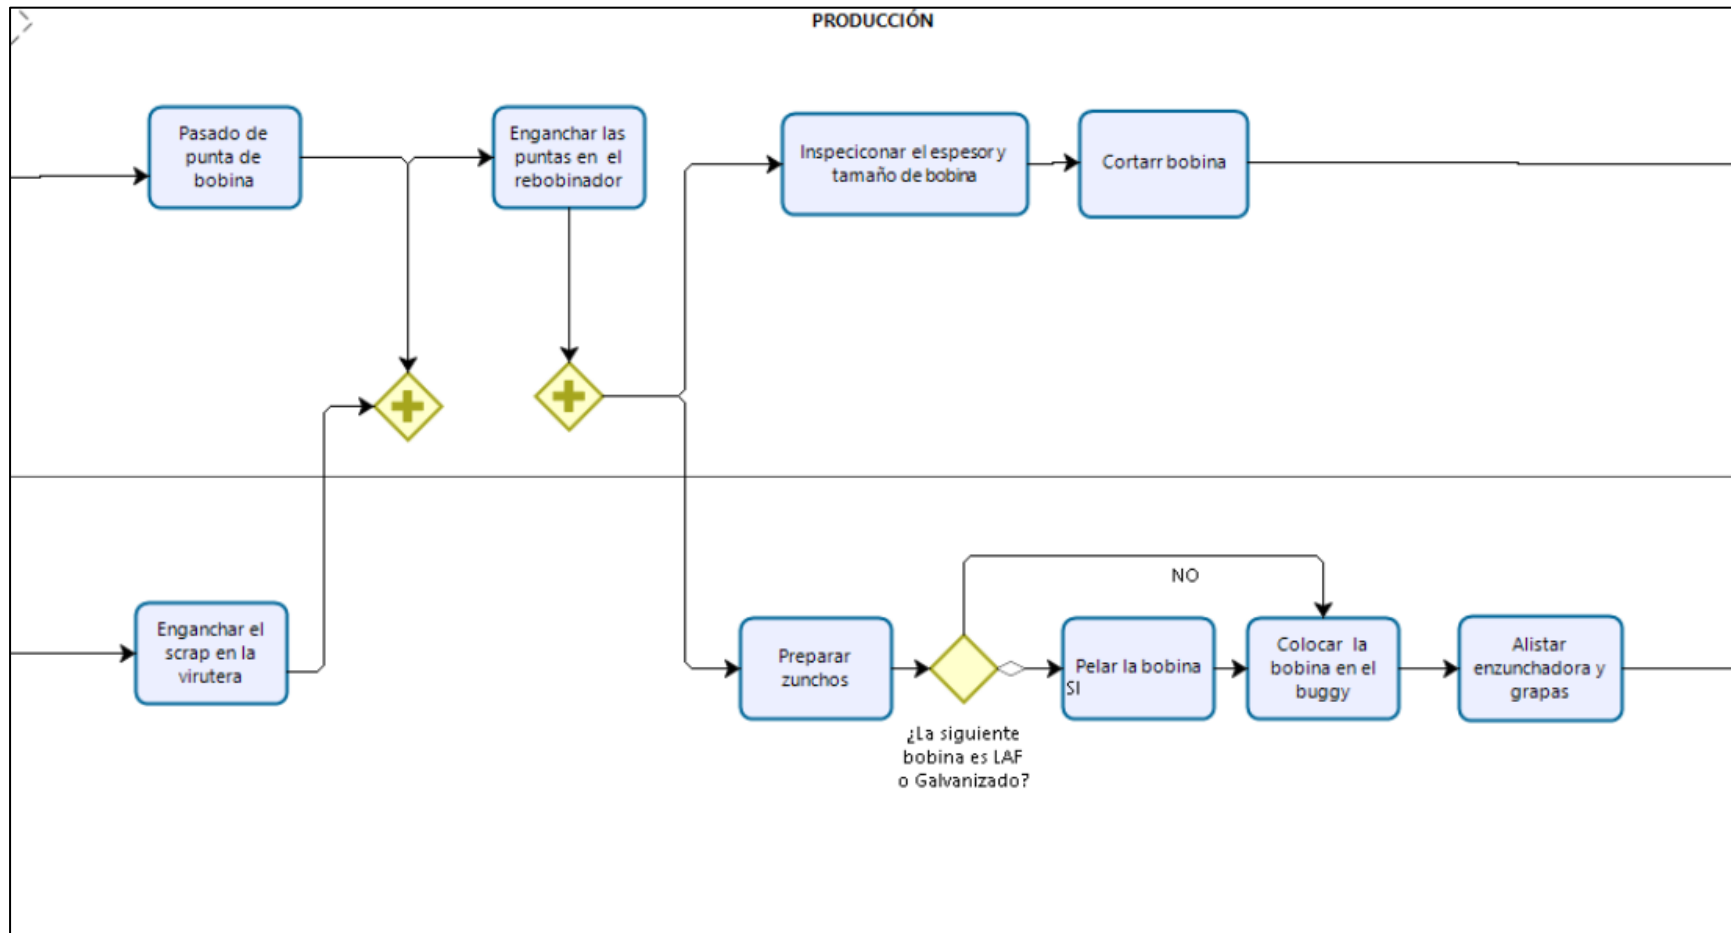 PRODUCCIÓN
Pasado de
punta de
bobina
Enganchar las
puntas en el
rebobinador
Inspeciconar el espesor y
tamaño de bobina
Cortarr bobina
Enganchar el
scrap en la
virutera
Preparar
zunchos
¿La siguiente
bobina es LAF
o Galvanizado?
NO
Pelar la bobina
SI
Colocar la
bobina en el
buggy
Alistar
enzunchadora y
grapas